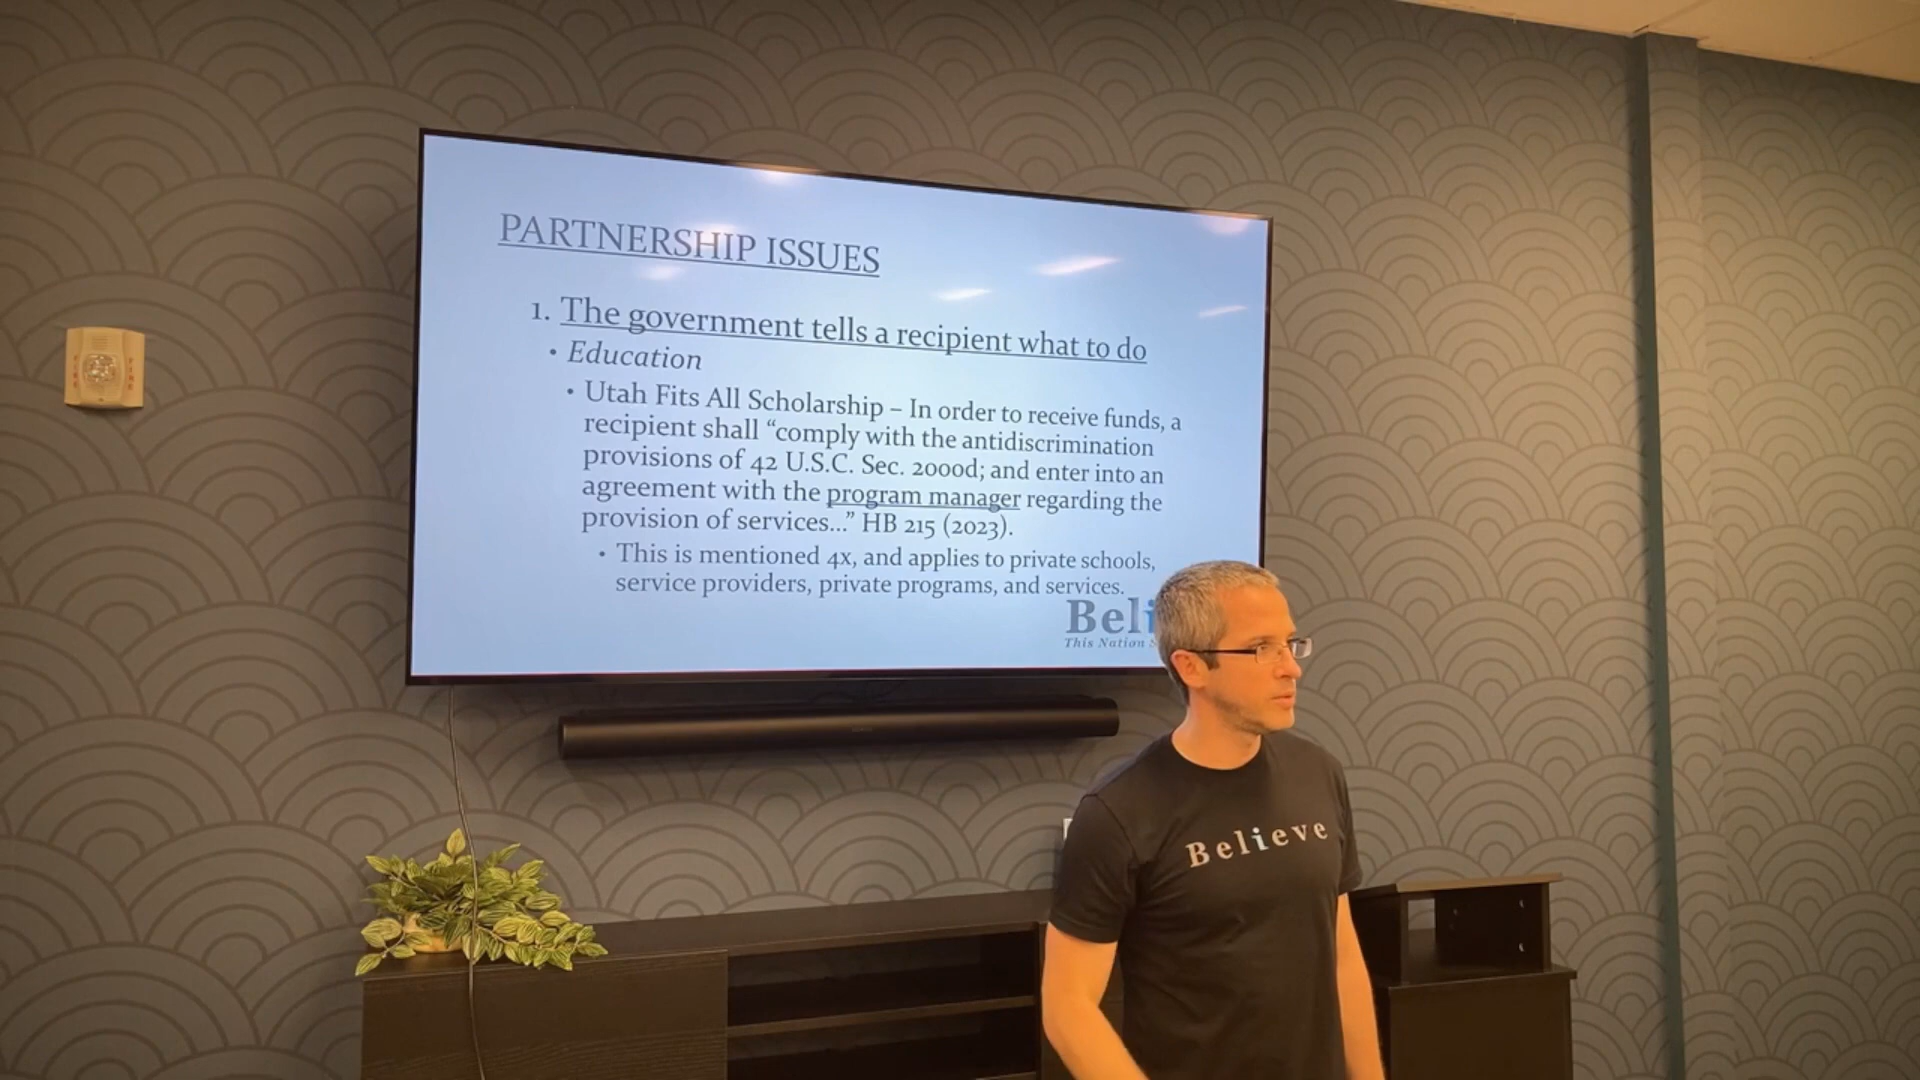 PARTNERSHIP ISSUES
1. The government tells a recipient what to do
• Education
• Utah Fits All Scholarship – In order to receive funds, a
recipient shall “comply with the antidiscrimination
provisions of 42 U.S.C. Sec. 2000d; and enter into an
agreement with the program manager regarding the
provision of services...” HB 215 (2023).
• This is mentioned 4x, and applies to private schools,
service providers, private programs, and services.
Beli
This Nation
Believe
FIRE
FIRE